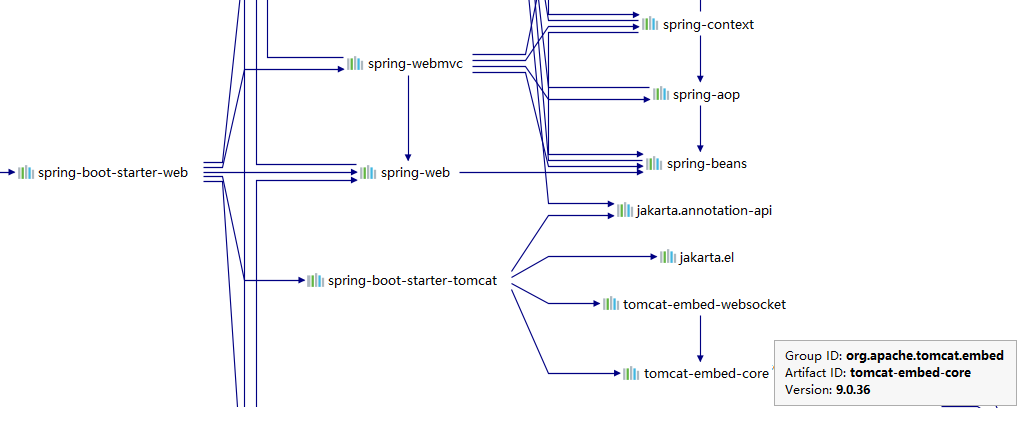 spring-context
spring-webmvc
spring-aop
spring-beans
spring-boot-starter-web
spring-web
jakarta.annotation-api
jakarta.el
spring-boot-starter-tomcat
tomcat-embed-websocket
tomcat-embed-core
Group ID: org.apache.tomcat.embed
Artifact ID: tomcat-embed-core
Version: 9.0.36